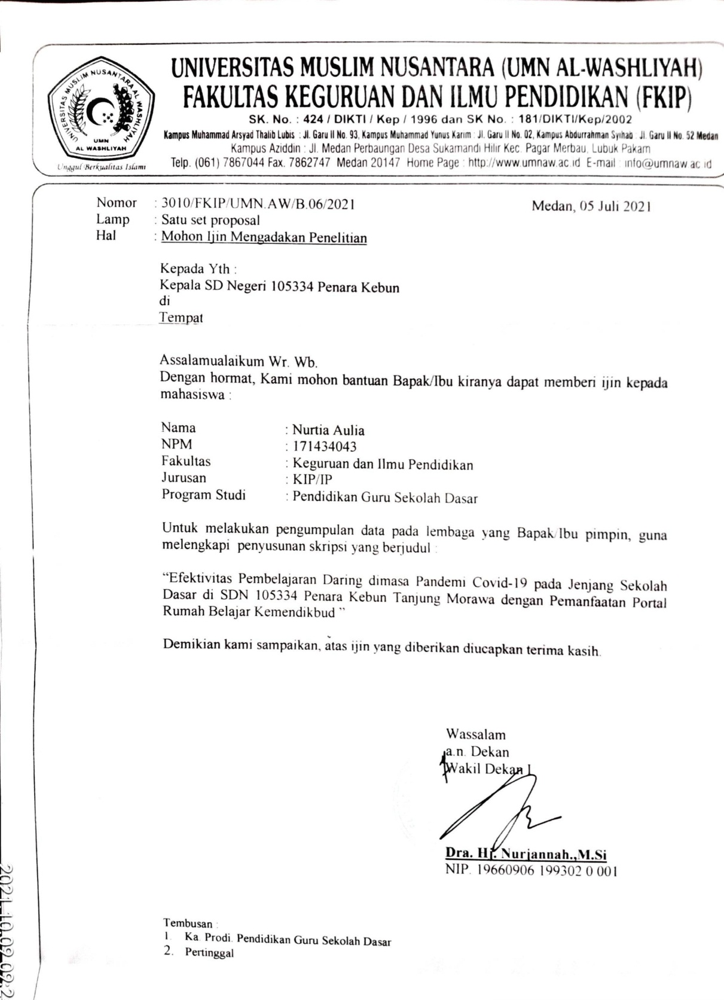 UNIVERSITAS MUSLIM NUSANTARA AL WASHLIYAH
UMN
AL WASHLIYAH
Unggul Berkualitas Islami
UNIVERSITAS MUSLIM NUSANTARA (UMN AL-WASHLIYAH)
FAKULTAS KEGURUAN DAN ILMU PENDIDIKAN (FKIP)
SK. No. : 424 / DIKTI / Kep / 1996 dan SK No. : 181/DIKTI/Kep/2002
Kampus Muhammad Arsyad Thalib Lubis : Jl. Garu II No. 93, Kampus Muhammad Yunus Karim : Jl. Garu II No. 02, Kampus Abdurrahman Syihab : Jl. Garu II No. 52 Medan
Kampus Aziddin : Jl. Medan Perbaungan Desa Sukamandi Hilir Kec. Pagar Merbau, Lubuk Pakam
Telp. (061) 7867044 Fax. 7862747 Medan 20147 Home Page : http://www.umnaw.ac.id E-mail : info@umnaw.ac.id
Nomor : 3010/FKIP/UMN.AW/B.06/2021 Medan, 05 Juli 2021
Lamp : Satu set proposal
Hal : Mohon Ijin Mengadakan Penelitian
Kepada Yth :
Kepala SD Negeri 105334 Penara Kebun
di
Tempat
Assalamualaikum Wr. Wb.
Dengan hormat, Kami mohon bantuan Bapak/Ibu kiranya dapat memberi ijin kepada
mahasiswa :
Nama : Nurtia Aulia
NPM : 171434043
Fakultas : Keguruan dan Ilmu Pendidikan
Jurusan : KIP/IP
Program Studi : Pendidikan Guru Sekolah Dasar
Untuk melakukan pengumpulan data pada lembaga yang Bapak/Ibu pimpin, guna
melengkapi penyusunan skripsi yang berjudul :
“Efektivitas Pembelajaran Daring dimasa Pandemi Covid-19 pada Jenjang Sekolah
Dasar di SDN 105334 Penara Kebun Tanjung Morawa dengan Pemanfaatan Portal
Rumah Belajar Kemendikbud ”
Demikian kami sampaikan, atas ijin yang diberikan diucapkan terima kasih.
Wassalam
a.n. Dekan
Wakil Dekan I
Dra. Hj. Nurjannah.,M.Si
NIP. 19660906 199302 0 001
Tembusan :
1. Ka. Prodi. Pendidikan Guru Sekolah Dasar
2. Pertinggal
2021.10.09 09:2